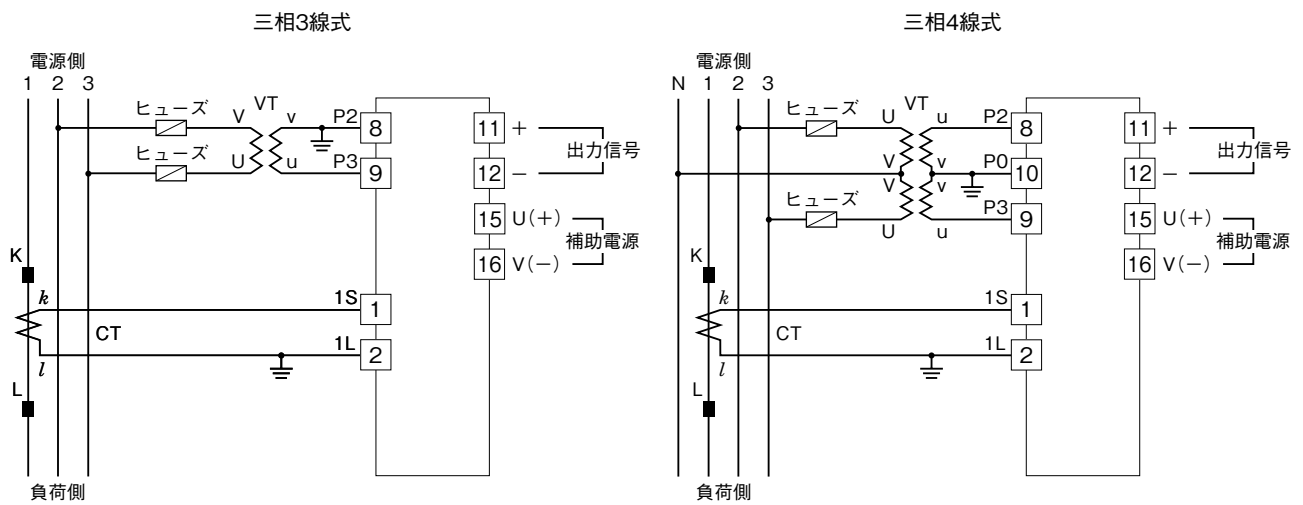 三相3線式
電源側
1 2 3
ヒューズ V VT v P2 8 11 +
出力信号
ヒューズ U u P3 9 12 −
15 U(+)
補助電源
16 V(−)
K
k 1S 1
CT
l 1L 2
L
負荷側
三相4線式
電源側
N 1 2 3
ヒューズ U VT u P2 8 11 +
出力信号
V v P0 10 12 −
V v
ヒューズ U u P3 9 15 U(+)
補助電源
16 V(−)
K
k 1S 1
CT
l 1L 2
L
負荷側